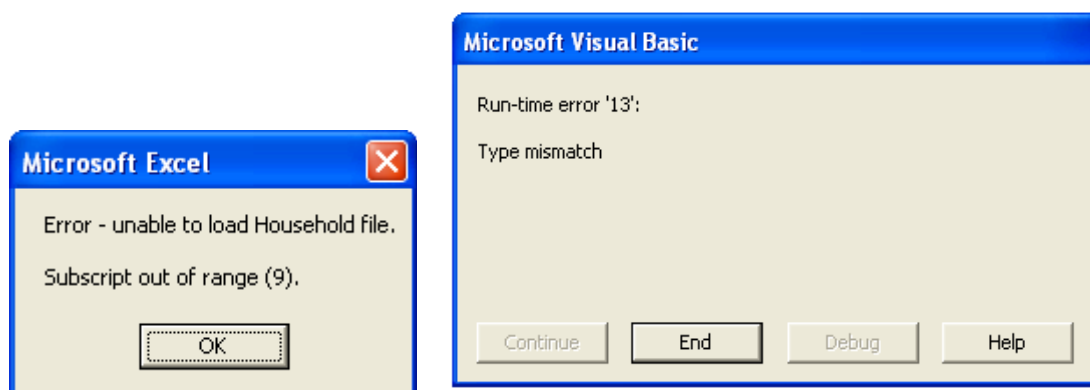 Microsoft Excel
Error - unable to load Household file.
Subscript out of range (9).
OK
Microsoft Visual Basic
Run-time error '13':
Type mismatch
Continue
End
Debug
Help